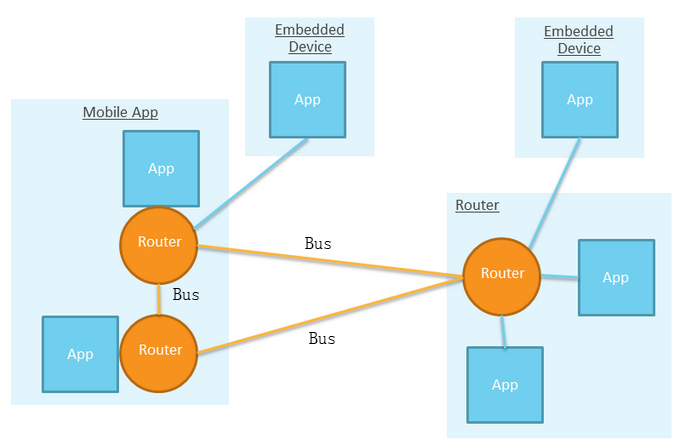 Embedded
Device
App
Embedded
Device
App
Mobile App
App
Router
Bus
Router
App
Bus
Bus
Router
Router
App
App